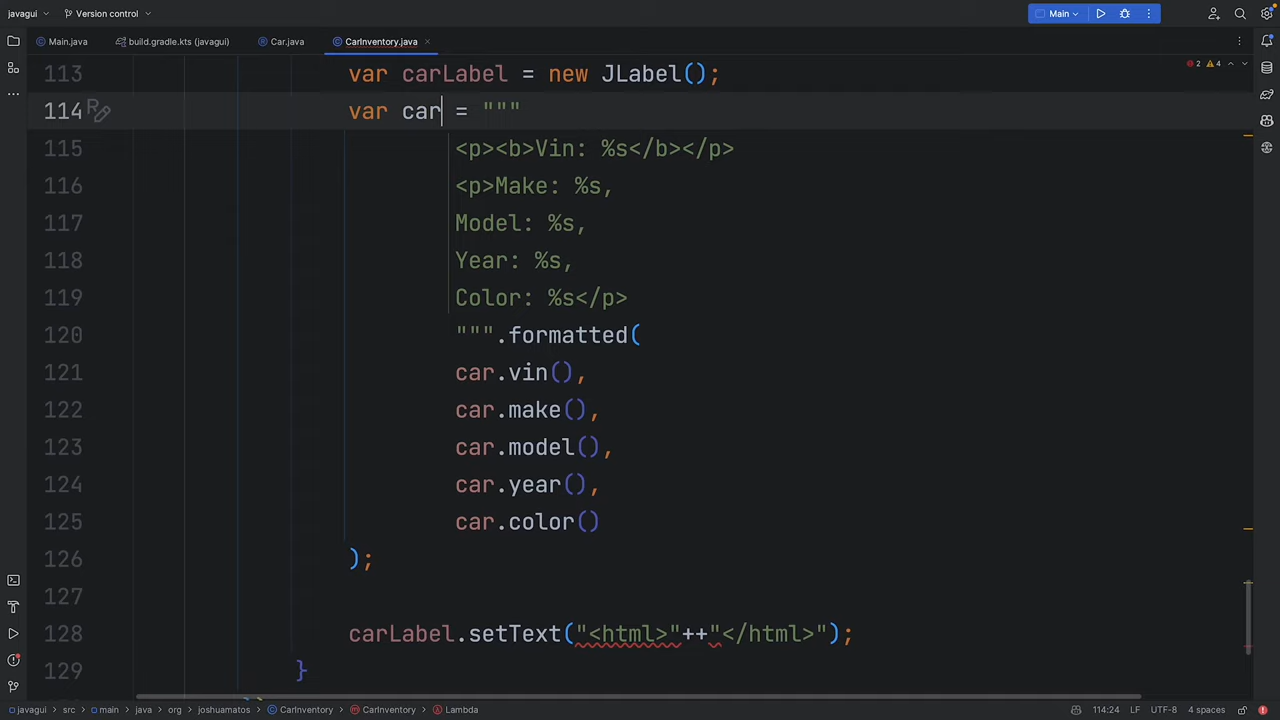 javagui Version control Main
Main.java build.gradle.kts (javagui) Car.java CarInventory.java
2 4
113 var carLabel = new JLabel();
114 var car = """
115 <p><b>Vin: %s</b></p>
116 <p>Make: %s,
117 Model: %s,
118 Year: %s,
119 Color: %s</p>
120 """.formatted(
121 car.vin(),
122 car.make(),
123 car.model(),
124 car.year(),
125 car.color()
126 );
127
128 carLabel.setText("<html>"++"</html>");
129 }
javagui src main java org joshuamatos CarInventory CarInventory Lambda 114:24 LF UTF-8 4 spaces